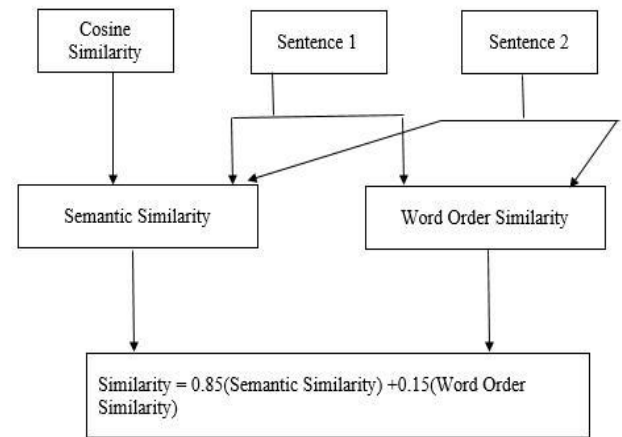 Cosine
Similarity
Sentence 1
Sentence 2
Semantic Similarity
Word Order Similarity
Similarity = 0.85(Semantic Similarity) +0.15(Word Order
Similarity)